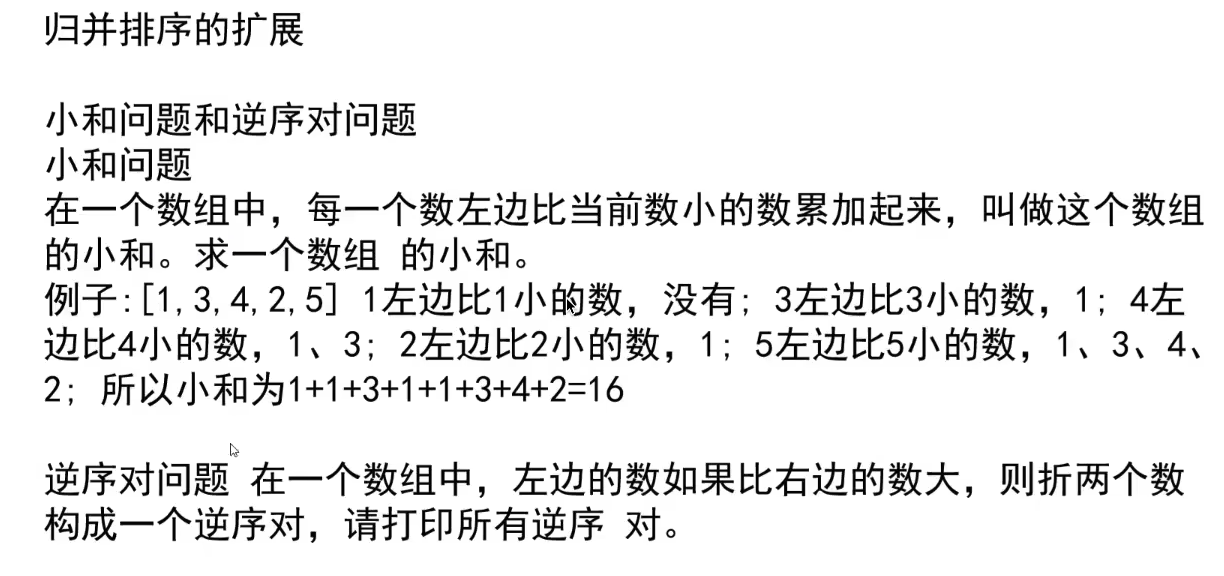 归并排序的扩展
小和问题和逆序对问题
小和问题
在一个数组中，每一个数左边比当前数小的数累加起来，叫做这个数组
的小和。求一个数组 的小和。
例子:[1,3,4,2,5] 1左边比1小的数，没有; 3左边比3小的数，1; 4左
边比4小的数，1、3; 2左边比2小的数，1; 5左边比5小的数，1、3、4、
2; 所以小和为1+1+3+1+1+3+4+2=16
逆序对问题 在一个数组中，左边的数如果比右边的数大，则折两个数
构成一个逆序对，请打印所有逆序 对。